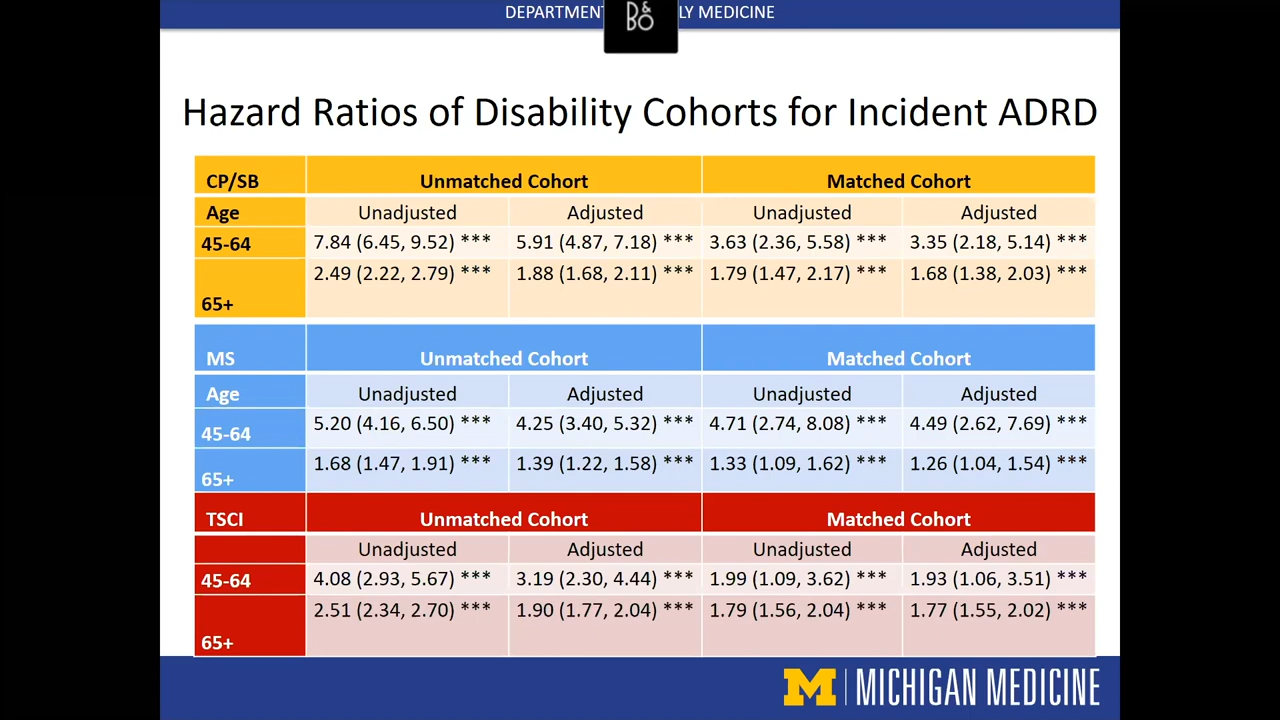 DEPARTMENT LY MEDICINE
B&O
Hazard Ratios of Disability Cohorts for Incident ADRD
CP/SB Unmatched Cohort Matched Cohort
Age Unadjusted Adjusted Unadjusted Adjusted
45-64 7.84 (6.45, 9.52) *** 5.91 (4.87, 7.18) *** 3.63 (2.36, 5.58) *** 3.35 (2.18, 5.14) ***
65+ 2.49 (2.22, 2.79) *** 1.88 (1.68, 2.11) *** 1.79 (1.47, 2.17) *** 1.68 (1.38, 2.03) ***
MS Unmatched Cohort Matched Cohort
Age Unadjusted Adjusted Unadjusted Adjusted
45-64 5.20 (4.16, 6.50) *** 4.25 (3.40, 5.32) *** 4.71 (2.74, 8.08) *** 4.49 (2.62, 7.69) ***
65+ 1.68 (1.47, 1.91) *** 1.39 (1.22, 1.58) *** 1.33 (1.09, 1.62) *** 1.26 (1.04, 1.54) ***
TSCI Unmatched Cohort Matched Cohort
Unadjusted Adjusted Unadjusted Adjusted
45-64 4.08 (2.93, 5.67) *** 3.19 (2.30, 4.44) *** 1.99 (1.09, 3.62) *** 1.93 (1.06, 3.51) ***
65+ 2.51 (2.34, 2.70) *** 1.90 (1.77, 2.04) *** 1.79 (1.56, 2.04) *** 1.77 (1.55, 2.02) ***
M MICHIGAN MEDICINE